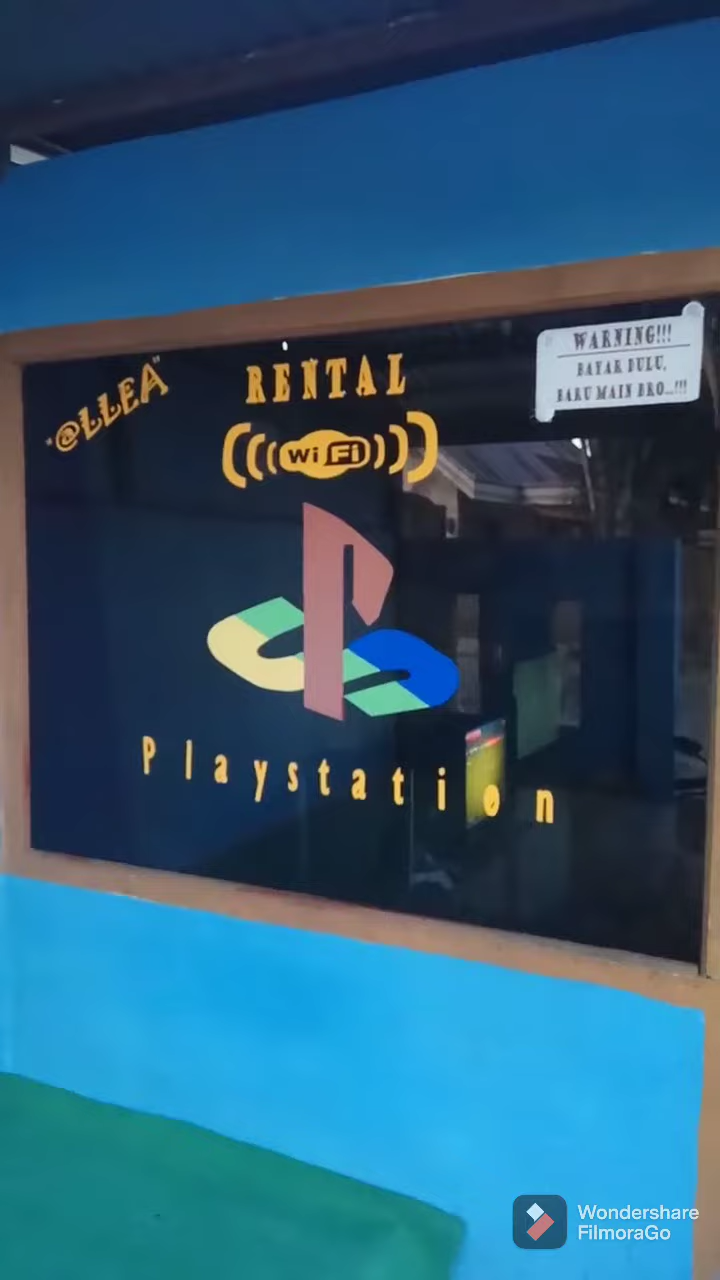 "@LLEA"
RENTAL
(((WiFi)))
Playstation
WARNING!!!
BAYAR DULU,
BARU MAIN BRO...!!!
Wondershare
FilmoraGo